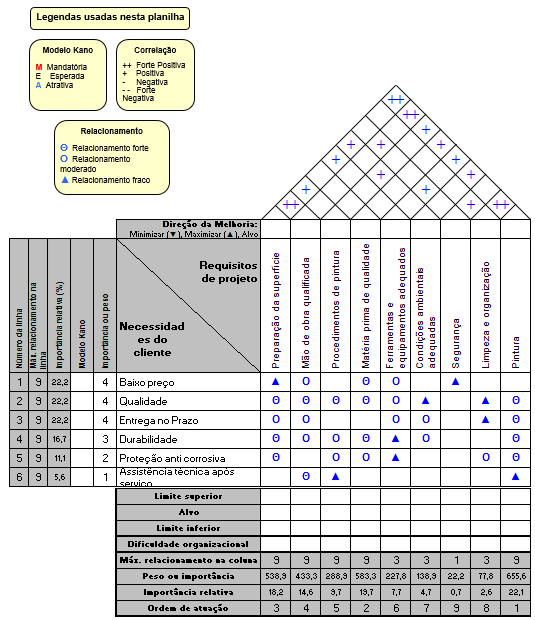 Legendas usadas nesta planilha
Modelo Kano
M Mandatória
E Esperada
A Atrativa
Correlação
++ Forte Positiva
+ Positiva
- Negativa
-- Forte
Negativa
Relacionamento
Θ Relacionamento forte
Ο Relacionamento
moderado
▲ Relacionamento fraco
++
++
+
+ +
+
+ +
+ +
++ ++
Direção da Melhoria:
Minimizar (▼), Maximizar (▲), Alvo
Número da linha
Máx. relacionamento na linha
Importância relativa (%)
Modelo Kano
Importância ou peso
Requisitos
de projeto
Necessidad
es do
cliente
Preparação da superfície
Mão de obra qualificada
Procedimentos de pintura
Matéria prima de qualidade
Ferramentas e
equipamentos adequados
Condições ambientais
adequadas
Segurança
Limpeza e organização
Pintura
1 9 22,2 4 Baixo preço ▲ Ο Θ Ο ▲
2 9 22,2 4 Qualidade Θ Θ Θ Θ Ο ▲ ▲ Θ
3 9 22,2 4 Entrega no Prazo Ο Ο Ο Ο ▲ Θ
4 9 16,7 3 Durabilidade Θ Ο Ο Θ ▲ Ο Θ
5 9 11,1 2 Proteção anti corrosiva Θ Ο Ο ▲ Ο Θ
6 9 5,6 1 Assistência técnica após
serviço Θ ▲ ▲
Limite superior
Alvo
Limite inferior
Dificuldade organizacional
Máx. relacionamento na coluna 9 9 9 9 3 3 1 3 9
Peso ou importância 538,9 433,3 288,9 583,3 227,8 138,9 22,2 77,8 655,6
Importância relativa 18,2 14,6 9,7 19,7 7,7 4,7 0,7 2,6 22,1
Ordem de atuação 3 4 5 2 6 7 9 8 1